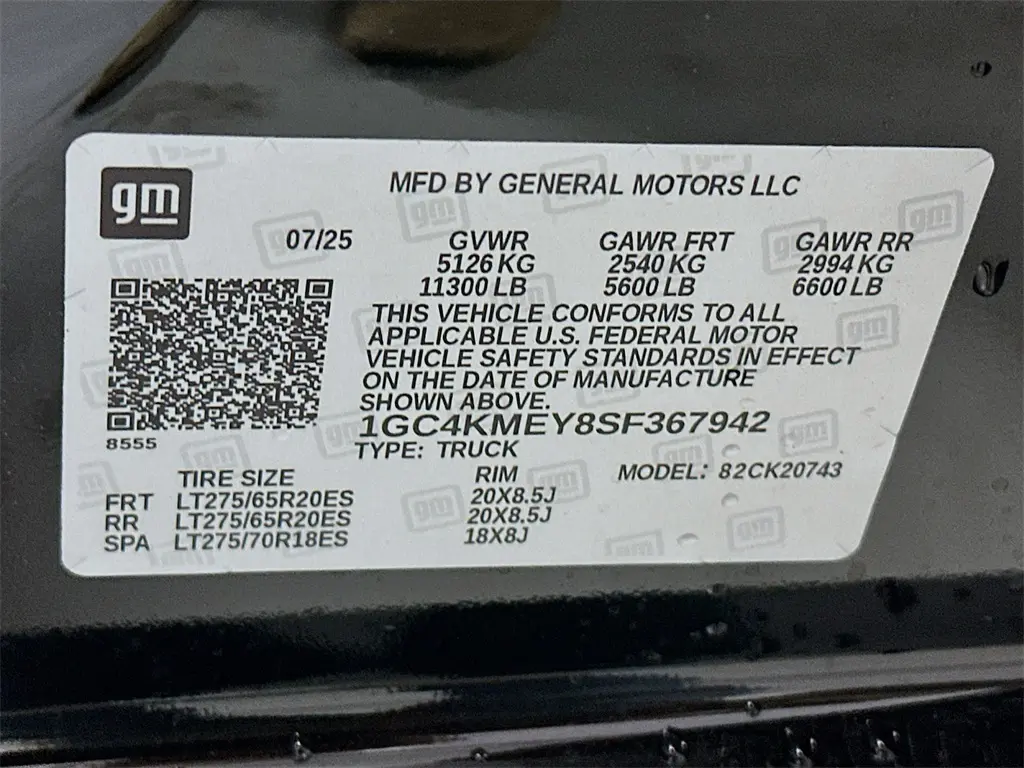 gm
MFD BY GENERAL MOTORS LLC
07/25 GVWR GAWR FRT GAWR RR
5126 KG 2540 KG 2994 KG
11300 LB 5600 LB 6600 LB
THIS VEHICLE CONFORMS TO ALL
APPLICABLE U.S. FEDERAL MOTOR
VEHICLE SAFETY STANDARDS IN EFFECT
ON THE DATE OF MANUFACTURE
SHOWN ABOVE.
1GC4KMEY8SF367942
8555
TYPE: TRUCK
TIRE SIZE RIM MODEL: 82CK20743
FRT LT275/65R20ES 20X8.5J
RR LT275/65R20ES 20X8.5J
SPA LT275/70R18ES 18X8J